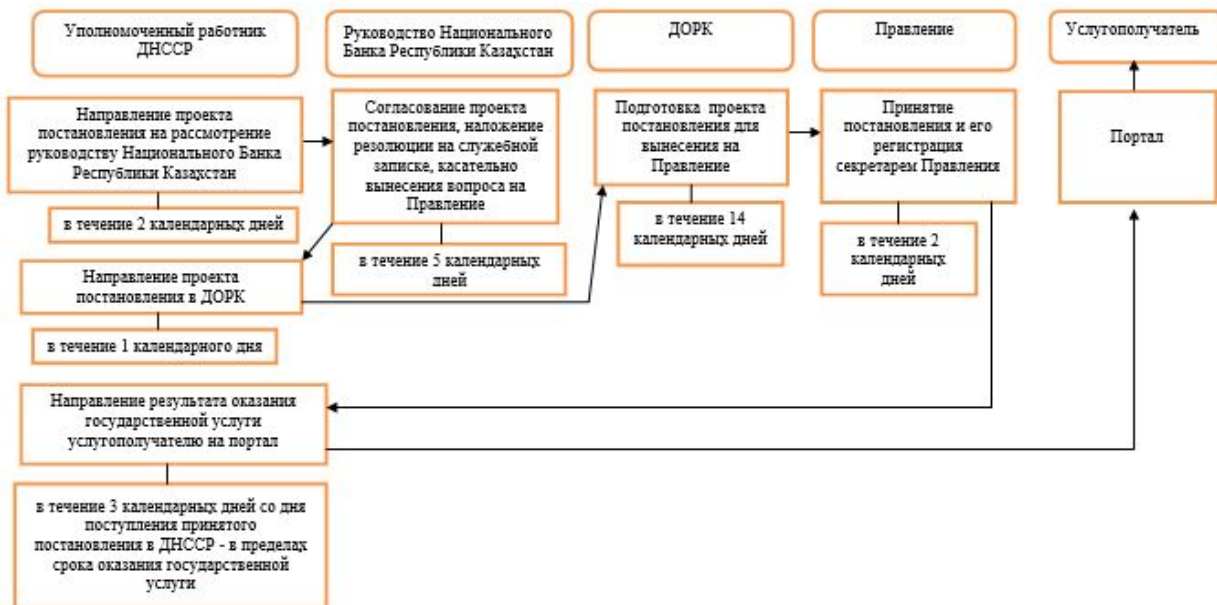 Уполномоченный работник
ДНССР
Руководство Национального
Банка Республики Казахстан
ДОРК
Правление
Услугополучатель
Направление проекта
постановления на рассмотрение
руководству Национального Банка
Республики Казахстан
в течение 2 календарных дней
Согласование проекта
постановления, наложение
резолюции на служебной
записке, касательно
вынесения вопроса на
Правление
в течение 5 календарных
дней
Подготовка проекта
постановления для
вынесения на
Правление
в течение 14
календарных дней
Принятие
постановления и его
регистрация
секретарем Правления
в течение 2
календарных
дней
Портал
Направление проекта
постановления в ДОРК
в течение 1 календарного дня
Направление результата оказания
государственной услуги
услугополучателю на портал
в течение 3 календарных дней со дня
поступления принятого
постановления в ДНССР - в пределах
срока оказания государственной
услуги